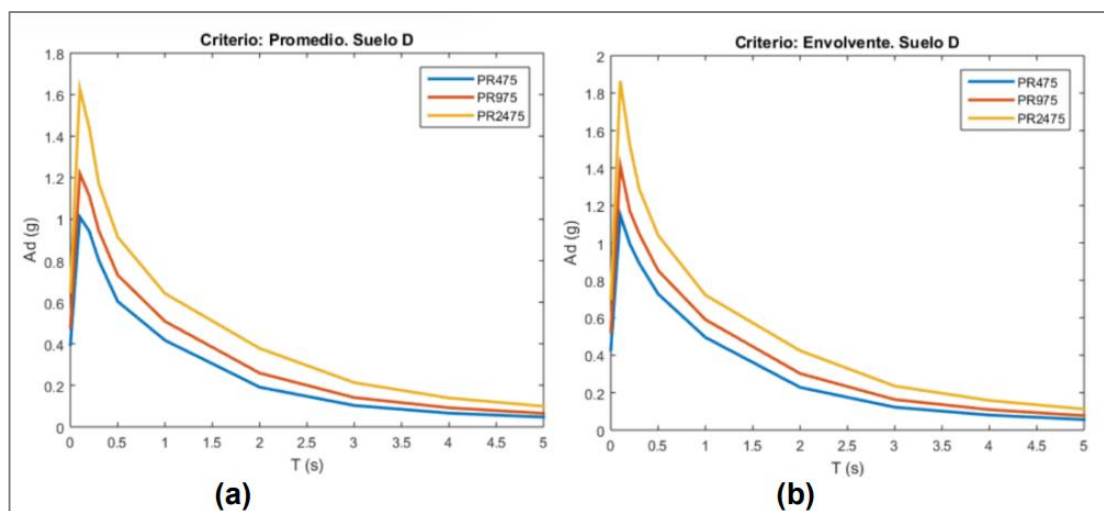 Criterio: Promedio. Suelo D
1.8
1.6
1.4
1.2
1
0.8
0.6
0.4
0.2
0
Ad (g)
PR475
PR975
PR2475
0 0.5 1 1.5 2 2.5 3 3.5 4 4.5 5
T (s)
(a)
Criterio: Envolvente. Suelo D
2
1.8
1.6
1.4
1.2
1
0.8
0.6
0.4
0.2
0
Ad (g)
PR475
PR975
PR2475
0 0.5 1 1.5 2 2.5 3 3.5 4 4.5 5
T (s)
(b)